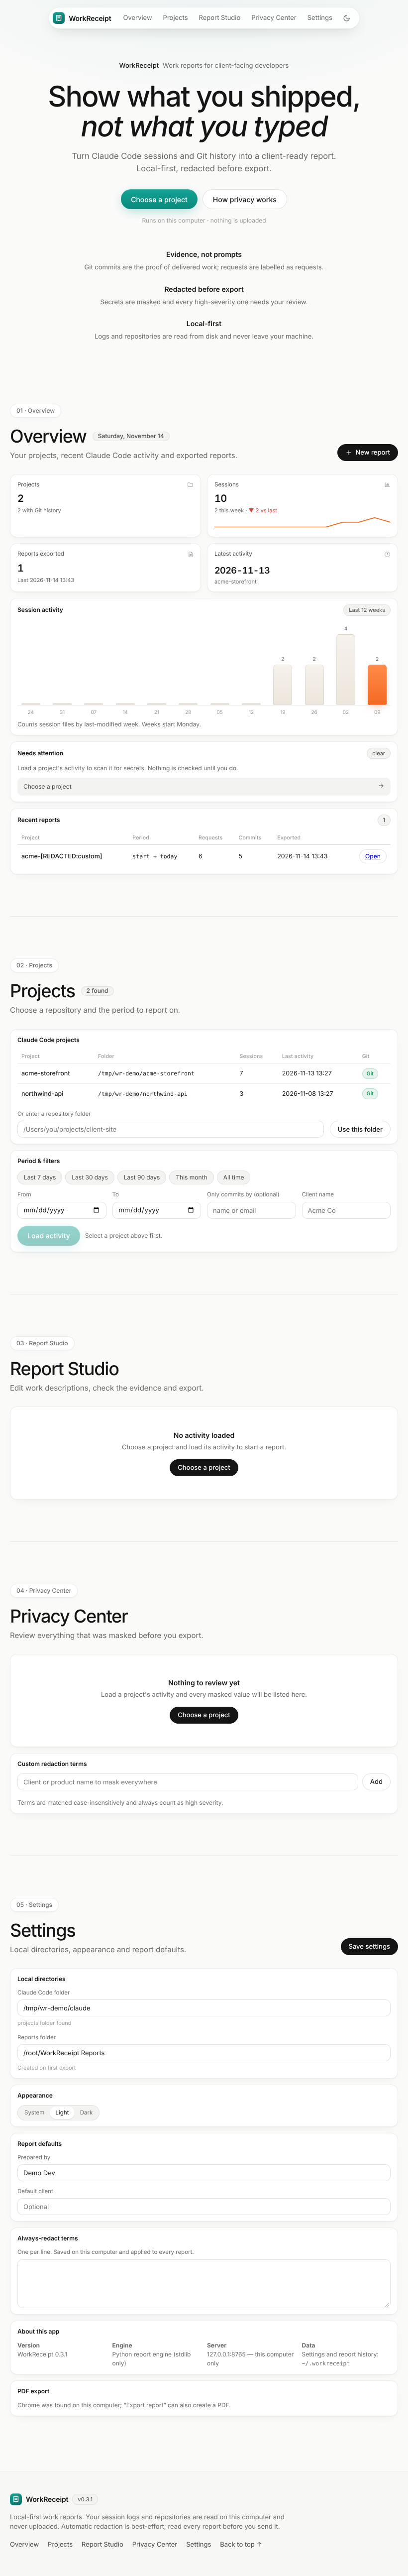 WorkReceipt Overview Projects Report Studio Privacy Center Settings
WorkReceipt Work reports for client-facing developers
Show what you shipped,
not what you typed
Turn Claude Code sessions and Git history into a client-ready report.
Local-first, redacted before export.
Choose a project How privacy works
Runs on this computer · nothing is uploaded
Evidence, not prompts
Git commits are the proof of delivered work; requests are labelled as requests.
Redacted before export
Secrets are masked and every high-severity one needs your review.
Local-first
Logs and repositories are read from disk and never leave your machine.
01 · Overview
Overview Saturday, November 14
Your projects, recent Claude Code activity and exported reports.
+ New report
Projects
2
2 with Git history
Sessions
10
2 this week · ▼ 2 vs last
Reports exported
1
Last 2026-11-14 13:43
Latest activity
2026-11-13
acme-storefront
Session activity Last 12 weeks
4
2 2 2
24 31 07 14 21 28 05 12 19 26 02 09
Counts session files by last-modified week. Weeks start Monday.
Needs attention clear
Load a project's activity to scan it for secrets. Nothing is checked until you do.
Choose a project →
Recent reports 1
Project Period Requests Commits Exported
acme-[REDACTED:custom] start → today 6 5 2026-11-14 13:43 Open
02 · Projects
Projects 2 found
Choose a repository and the period to report on.
Claude Code projects
Project Folder Sessions Last activity Git
acme-storefront /tmp/wr-demo/acme-storefront 7 2026-11-13 13:27 Git
northwind-api /tmp/wr-demo/northwind-api 3 2026-11-08 13:27 Git
Or enter a repository folder
/Users/you/projects/client-site Use this folder
Period & filters
Last 7 days Last 30 days Last 90 days This month All time
From To Only commits by (optional) Client name
mm/dd/yyyy mm/dd/yyyy name or email Acme Co
Load activity Select a project above first.
03 · Report Studio
Report Studio
Edit work descriptions, check the evidence and export.
No activity loaded
Choose a project and load its activity to start a report.
Choose a project
04 · Privacy Center
Privacy Center
Review everything that was masked before you export.
Nothing to review yet
Load a project's activity and every masked value will be listed here.
Choose a project
Custom redaction terms
Client or product name to mask everywhere Add
Terms are matched case-insensitively and always count as high severity.
05 · Settings
Settings
Local directories, appearance and report defaults.
Save settings
Local directories
Claude Code folder
/tmp/wr-demo/claude
projects folder found
Reports folder
/root/WorkReceipt Reports
Created on first export
Appearance
System Light Dark
Report defaults
Prepared by
Demo Dev
Default client
Optional
Always-redact terms
One per line. Saved on this computer and applied to every report.
About this app
Version
WorkReceipt 0.3.1
Engine
Python report engine (stdlib
only)
Server
127.0.0.1:8765 — this computer
only
Data
Settings and report history:
~/.workreceipt
PDF export
Chrome was found on this computer; "Export report" can also create a PDF.
WorkReceipt v0.3.1
Local-first work reports. Your session logs and repositories are read on this computer and
never uploaded. Automatic redaction is best-effort; read every report before you send it.
Overview Projects Report Studio Privacy Center Settings Back to top ↑